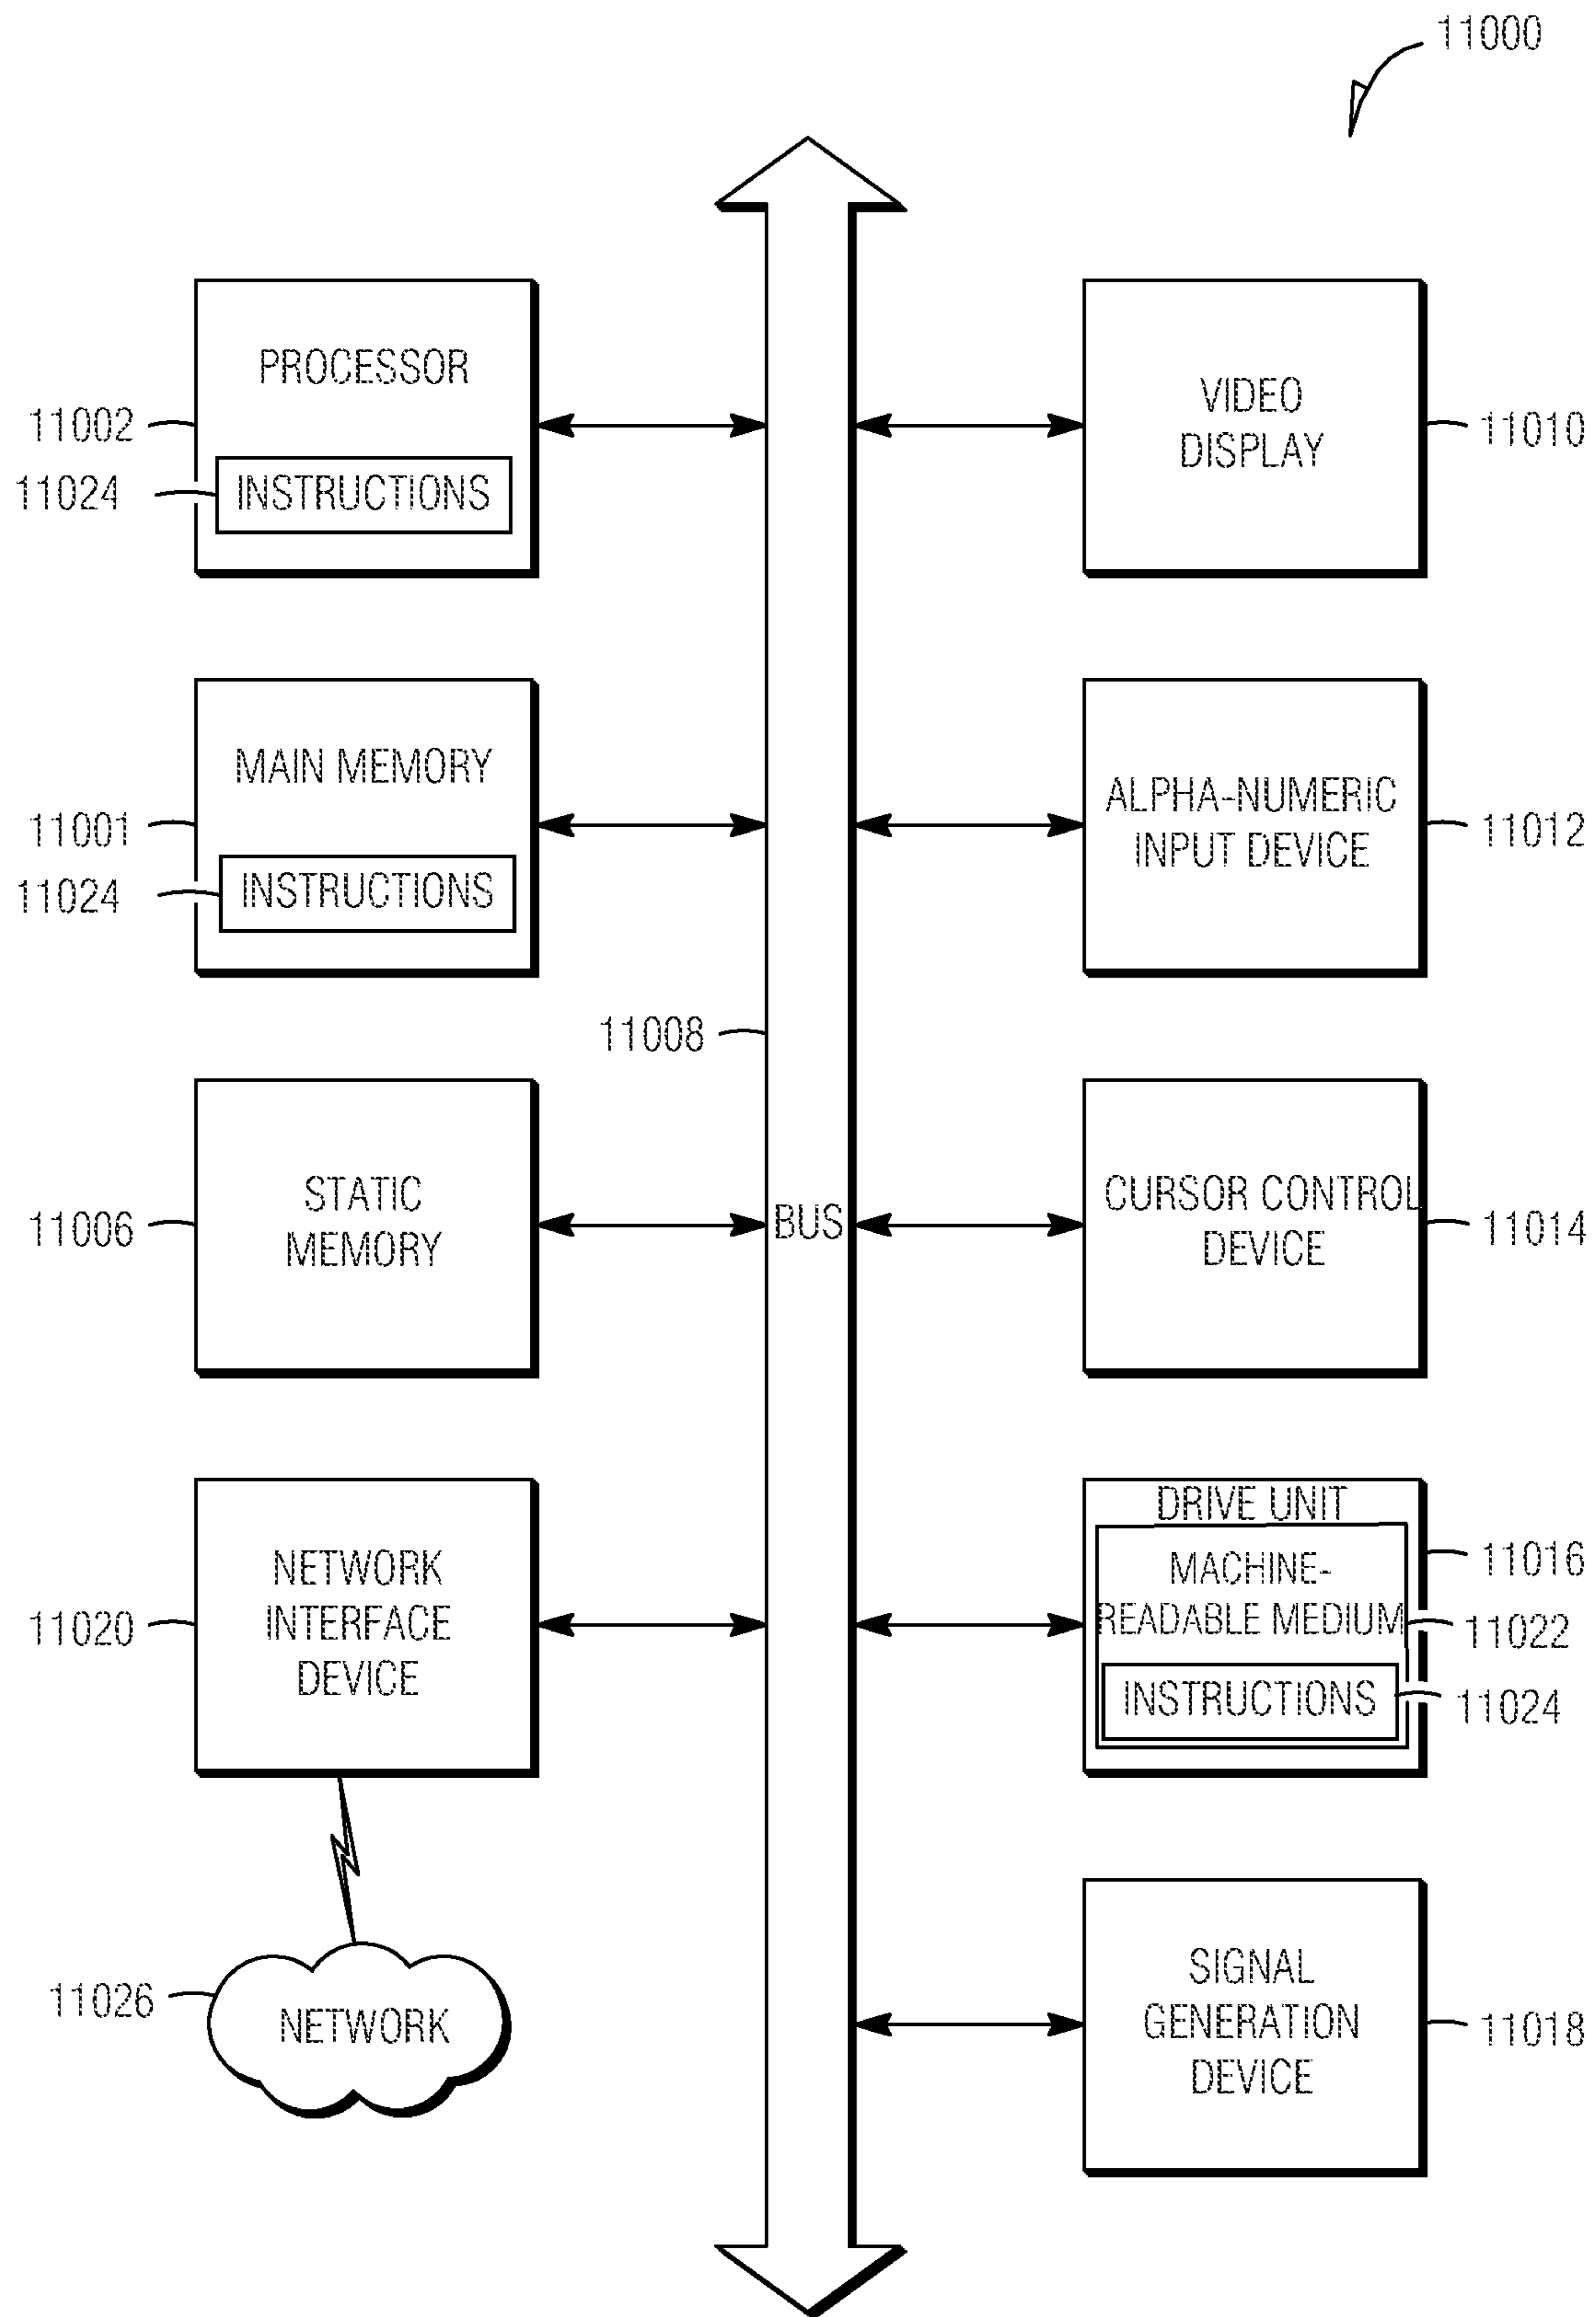 11000
PROCESSOR
11002
11024
INSTRUCTIONS
VIDEO
DISPLAY
11010
MAIN MEMORY
11001
11024
INSTRUCTIONS
ALPHA-NUMERIC
INPUT DEVICE
11012
11008
BUS
STATIC
MEMORY
11006
CURSOR CONTROL
DEVICE
11014
NETWORK
INTERFACE
DEVICE
11020
DRIVE UNIT
MACHINE-
READABLE MEDIUM
INSTRUCTIONS
11016
11022
11024
11026
NETWORK
SIGNAL
GENERATION
DEVICE
11018